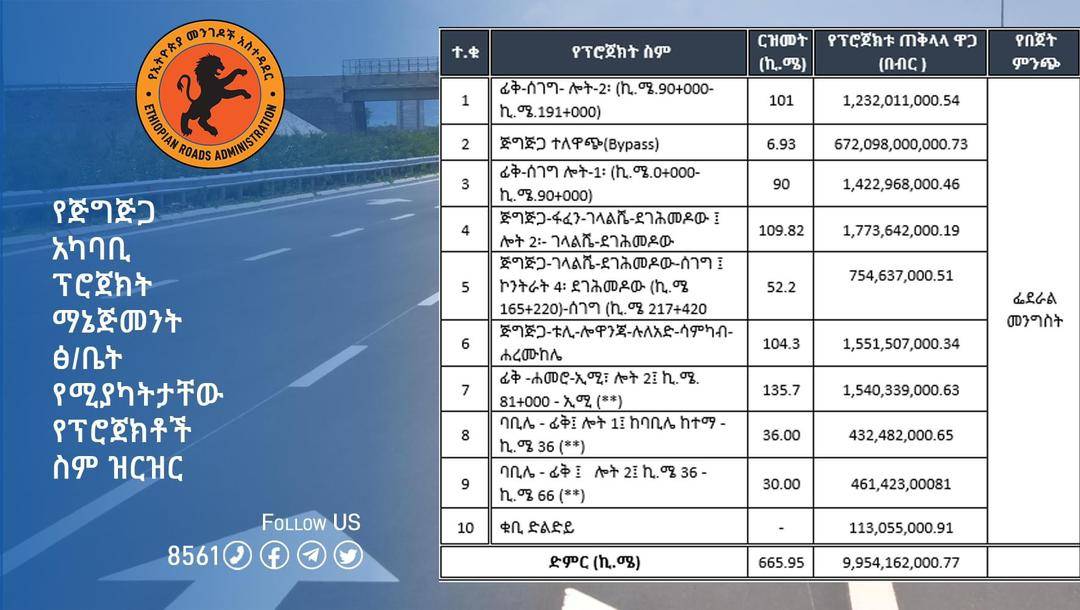 የኢትዮጵያ መንገዶች አስተዳደር
ETHIOPIAN ROADS ADMINISTRATION
የጅግጅጋ
አካባቢ
ፕሮጀክት
ማኔጅመንት
ፅ/ቤት
የሚያካትታቸው
የፕሮጀክቶች
ስም ዝርዝር
FOLLOW US
8561
ተ.ቁ የፕሮጀክት ስም ርዝመት (ኪ.ሜ) የፕሮጀክቱ ጠቅላላ ዋጋ (በብር ) የበጀት ምንጭ
1 ፊቅ-ሰገግ- ሎት-2፡ (ኪ.ሜ.90+000-
ኪ.ሜ.191+000) 101 1,232,011,000.54
2 ጅግጅጋ ተለዋጭ(Bypass) 6.93 672,098,000,000.73
3 ፊቅ-ሰገግ ሎት-1፡ (ኪ.ሜ.0+000-
ኪ.ሜ.90+000) 90 1,422,968,000.46
4 ጅግጅጋ-ፋፈን-ገላልሼ-ደገሕመዶው ፤
ሎት 2፡- ገላልሼ-ደገሕመዶው 109.82 1,773,642,000.19
5 ጅግጅጋ-ገላልሼ-ደገሕመዶው-ሰገግ ፤
ኮንትራት 4፡ ደገሕመዶው (ኪ.ሜ
165+220)-ሰገግ (ኪ.ሜ 217+420 52.2 754,637,000.51
6 ጅግጅጋ-ቱሊ-ሎዋንጃ-ሉለአድ-ሳምካብ-
ሐረሙከሌ 104.3 1,551,507,000.34
7 ፊቅ -ሐመሮ-ኢሚ፣ ሎት 2፤ ኪ.ሜ.
81+000 - ኢሚ (**) 135.7 1,540,339,000.63
8 ባቢሌ - ፊቅ፤ ሎት 1፤ ከባቢሌ ከተማ -
ኪ.ሜ 36 (**) 36.00 432,482,000.65
9 ባቢሌ - ፊቅ ፤ ሎት 2፤ ኪ.ሜ 36 -
ኪ.ሜ 66 (**) 30.00 461,423,00081
10 ቁቢ ድልድይ - 113,055,000.91
ፌደራል
መንግስት
ድምር (ኪ.ሜ) 665.95 9,954,162,000.77